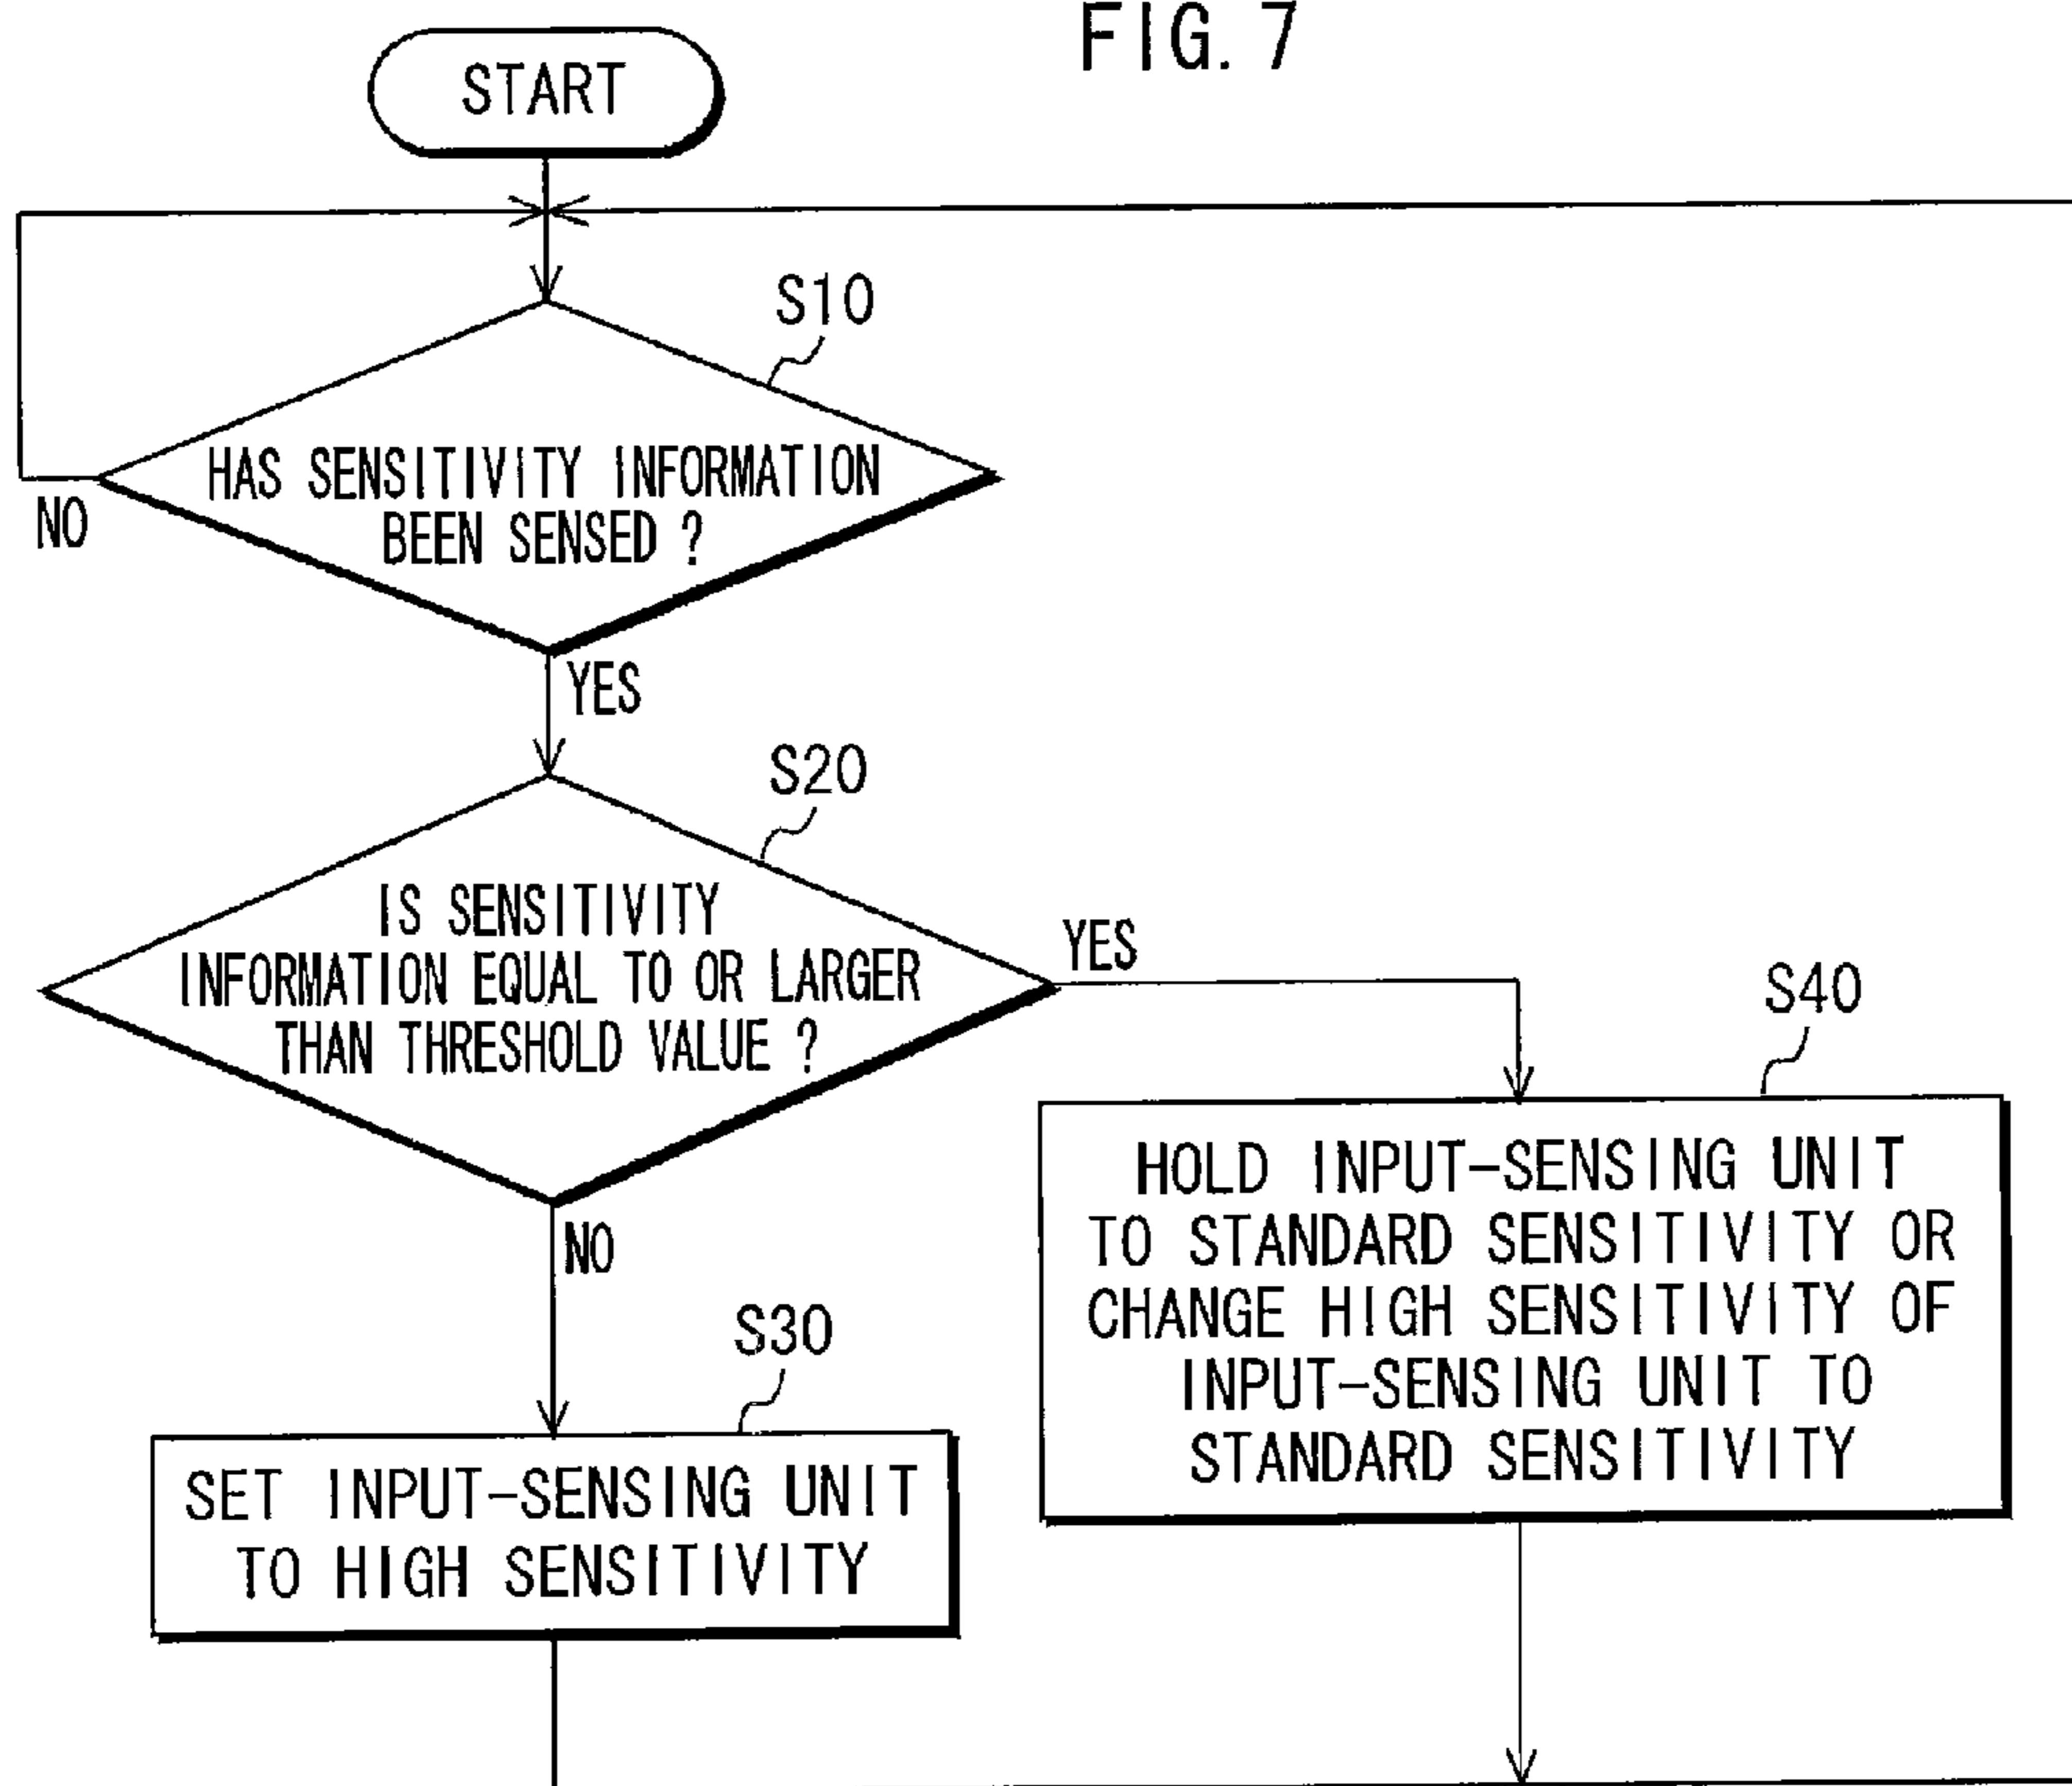 FIG. 7
START
S10
HAS SENSITIVITY INFORMATION
BEEN SENSED ?
NO
YES
S20
IS SENSITIVITY
INFORMATION EQUAL TO OR LARGER
THAN THRESHOLD VALUE ?
YES
NO
S40
HOLD INPUT-SENSING UNIT
TO STANDARD SENSITIVITY OR
CHANGE HIGH SENSITIVITY OF
INPUT-SENSING UNIT TO
STANDARD SENSITIVITY
S30
SET INPUT-SENSING UNIT
TO HIGH SENSITIVITY